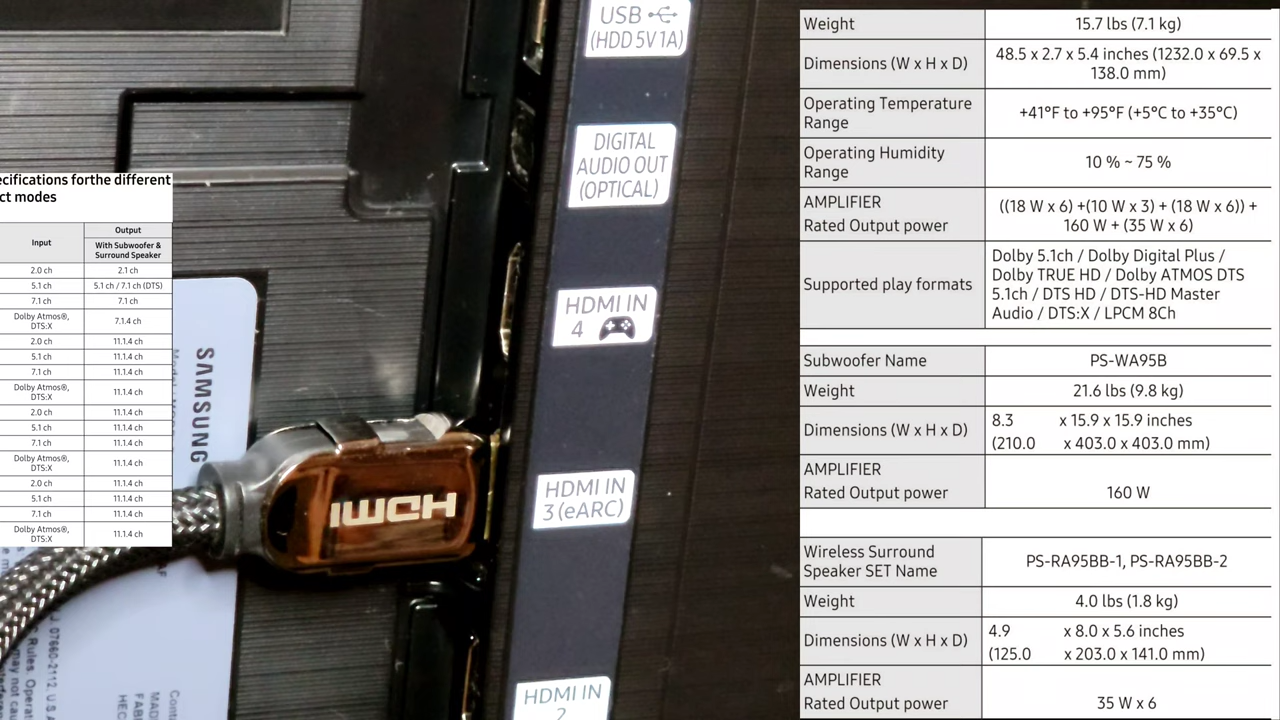 USB
(HDD 5V 1A)
DIGITAL
AUDIO OUT
(OPTICAL)
HDMI IN
4
HDMI IN
3 (eARC)
HDMI IN
2
HDMI
SAMSUNG
ecifications forthe different
ct modes
Input
Output
With Subwoofer &
Surround Speaker
2.0 ch 2.1 ch
5.1 ch 5.1 ch / 7.1 ch (DTS)
7.1 ch 7.1 ch
Dolby Atmos®,
DTS:X 7.1.4 ch
2.0 ch 11.1.4 ch
5.1 ch 11.1.4 ch
7.1 ch 11.1.4 ch
Dolby Atmos®,
DTS:X 11.1.4 ch
2.0 ch 11.1.4 ch
5.1 ch 11.1.4 ch
7.1 ch 11.1.4 ch
Dolby Atmos®,
DTS:X 11.1.4 ch
2.0 ch 11.1.4 ch
5.1 ch 11.1.4 ch
7.1 ch 11.1.4 ch
Dolby Atmos®,
DTS:X 11.1.4 ch
J 07660-2112 U.S.A
Rules Opera
may not ca
Cont
MAD
FAB
HEC
Weight 15.7 lbs (7.1 kg)
Dimensions (W x H x D) 48.5 x 2.7 x 5.4 inches (1232.0 x 69.5 x
138.0 mm)
Operating Temperature
Range +41°F to +95°F (+5°C to +35°C)
Operating Humidity
Range 10 % ~ 75 %
AMPLIFIER
Rated Output power ((18 W x 6) +(10 W x 3) + (18 W x 6)) +
160 W + (35 W x 6)
Supported play formats Dolby 5.1ch / Dolby Digital Plus /
Dolby TRUE HD / Dolby ATMOS DTS
5.1ch / DTS HD / DTS-HD Master
Audio / DTS:X / LPCM 8Ch
Subwoofer Name PS-WA95B
Weight 21.6 lbs (9.8 kg)
Dimensions (W x H x D) 8.3 x 15.9 x 15.9 inches
(210.0 x 403.0 x 403.0 mm)
AMPLIFIER
Rated Output power 160 W
Wireless Surround
Speaker SET Name PS-RA95BB-1, PS-RA95BB-2
Weight 4.0 lbs (1.8 kg)
Dimensions (W x H x D) 4.9 x 8.0 x 5.6 inches
(125.0 x 203.0 x 141.0 mm)
AMPLIFIER
Rated Output power 35 W x 6